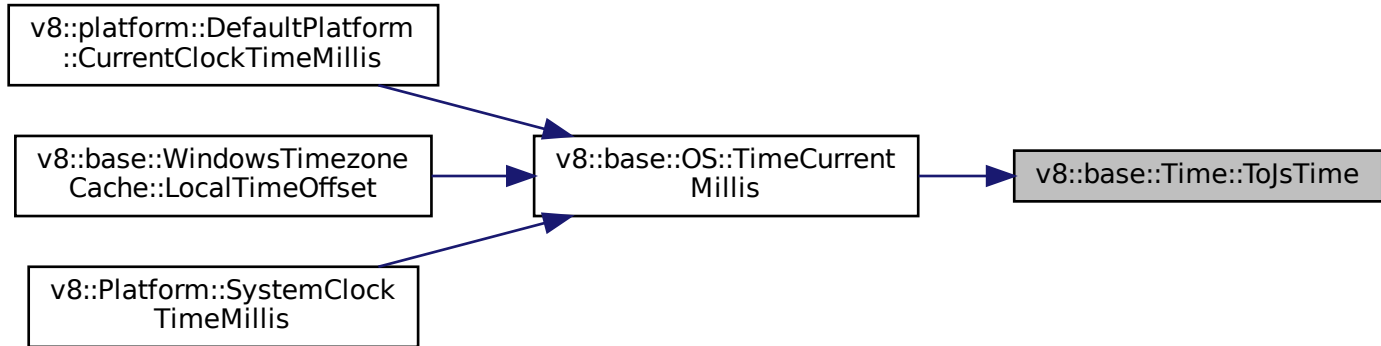 v8::platform::DefaultPlatform
::CurrentClockTimeMillis
v8::base::WindowsTimezone
Cache::LocalTimeOffset
v8::Platform::SystemClock
TimeMillis
v8::base::OS::TimeCurrent
Millis
v8::base::Time::ToJsTime